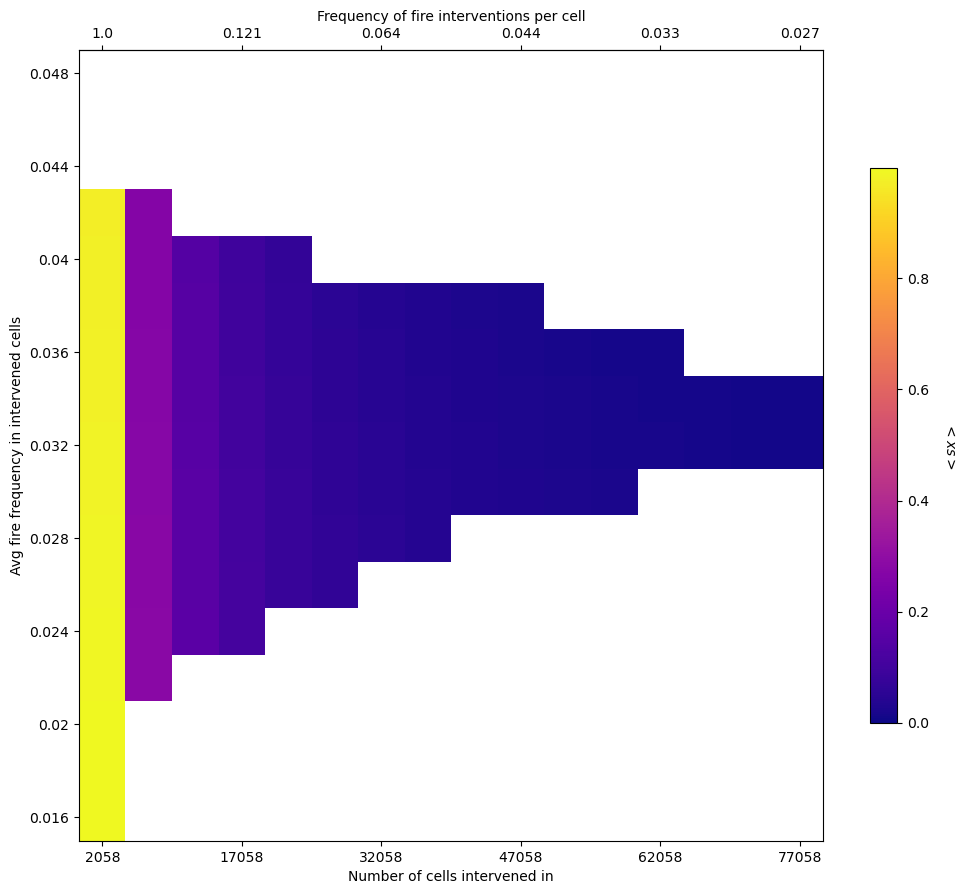 Frequency of fire interventions per cell
1.0 0.121 0.064 0.044 0.033 0.027
0.048
0.044
0.04
0.036
0.032
0.028
0.024
0.02
0.016
Avg fire frequency in intervened cells
2058 17058 32058 47058 62058 77058
Number of cells intervened in
0.8
0.6
0.4
0.2
0.0
< sx >